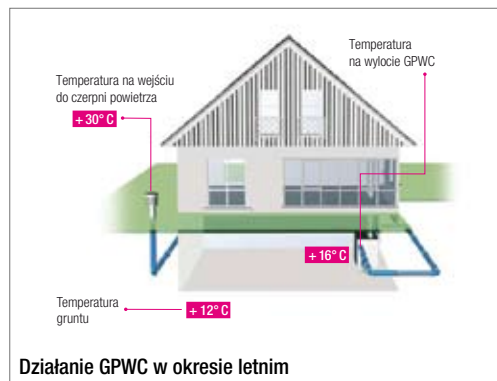 Temperatura
na wylocie GPWC
Temperatura na wejściu
do czerpni powietrza
+30° C
+16° C
Temperatura
gruntu
+ 12° C
Działanie GPWC w okresie letnim